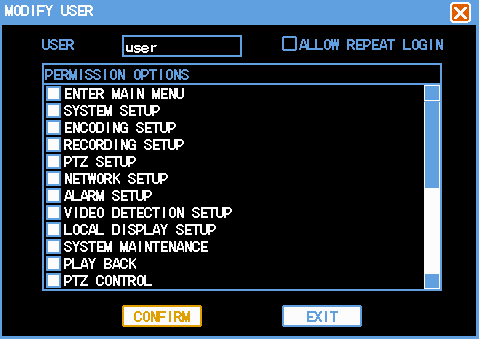 MODIFY USER
USER user ALLOW REPEAT LOGIN
PERMISSION OPTIONS
ENTER MAIN MENU
SYSTEM SETUP
ENCODING SETUP
RECORDING SETUP
PTZ SETUP
NETWORK SETUP
ALARM SETUP
VIDEO DETECTION SETUP
LOCAL DISPLAY SETUP
SYSTEM MAINTENANCE
PLAY BACK
PTZ CONTROL
CONFIRM EXIT